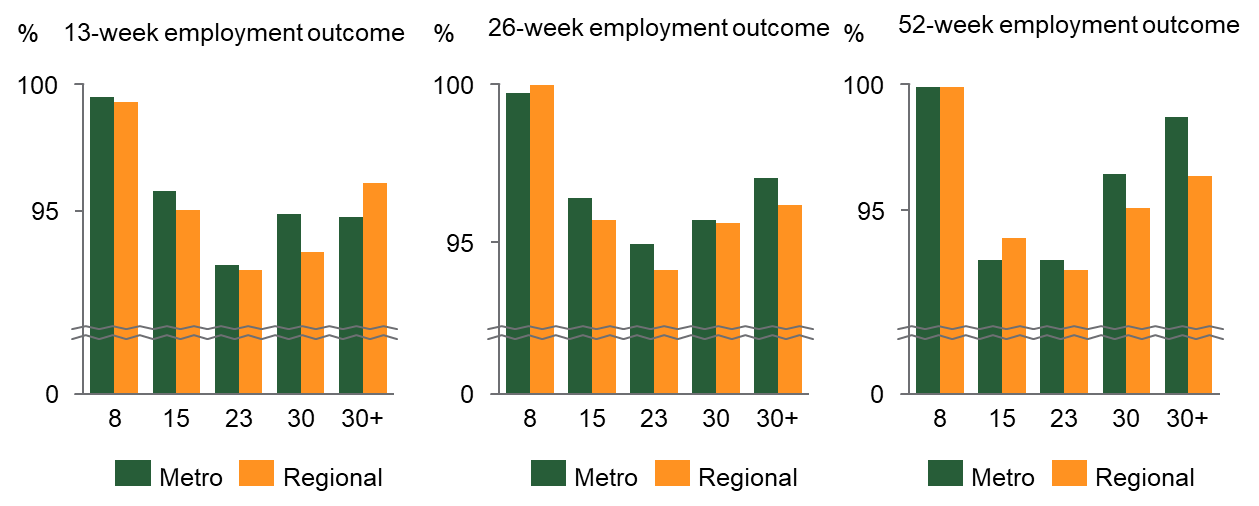 % 13-week employment outcome
100
95
0
8 15 23 30 30+
Metro Regional
% 26-week employment outcome
100
95
0
8 15 23 30 30+
Metro Regional
% 52-week employment outcome
100
95
0
8 15 23 30 30+
Metro Regional